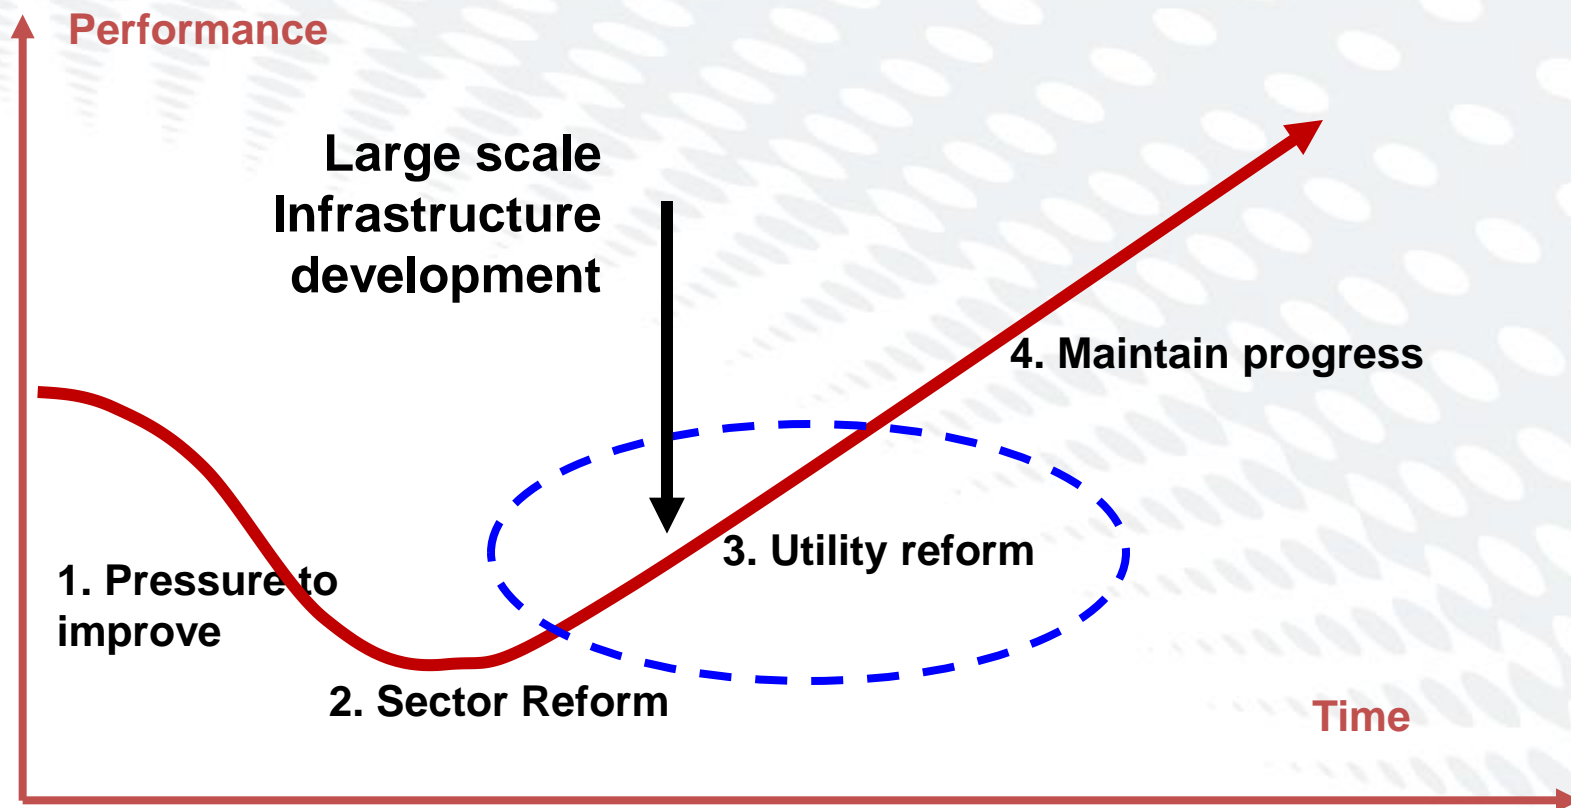 Performance
Large scale
Infrastructure
development
4. Maintain progress
3. Utility reform
1. Pressure to
improve
2. Sector Reform
Time